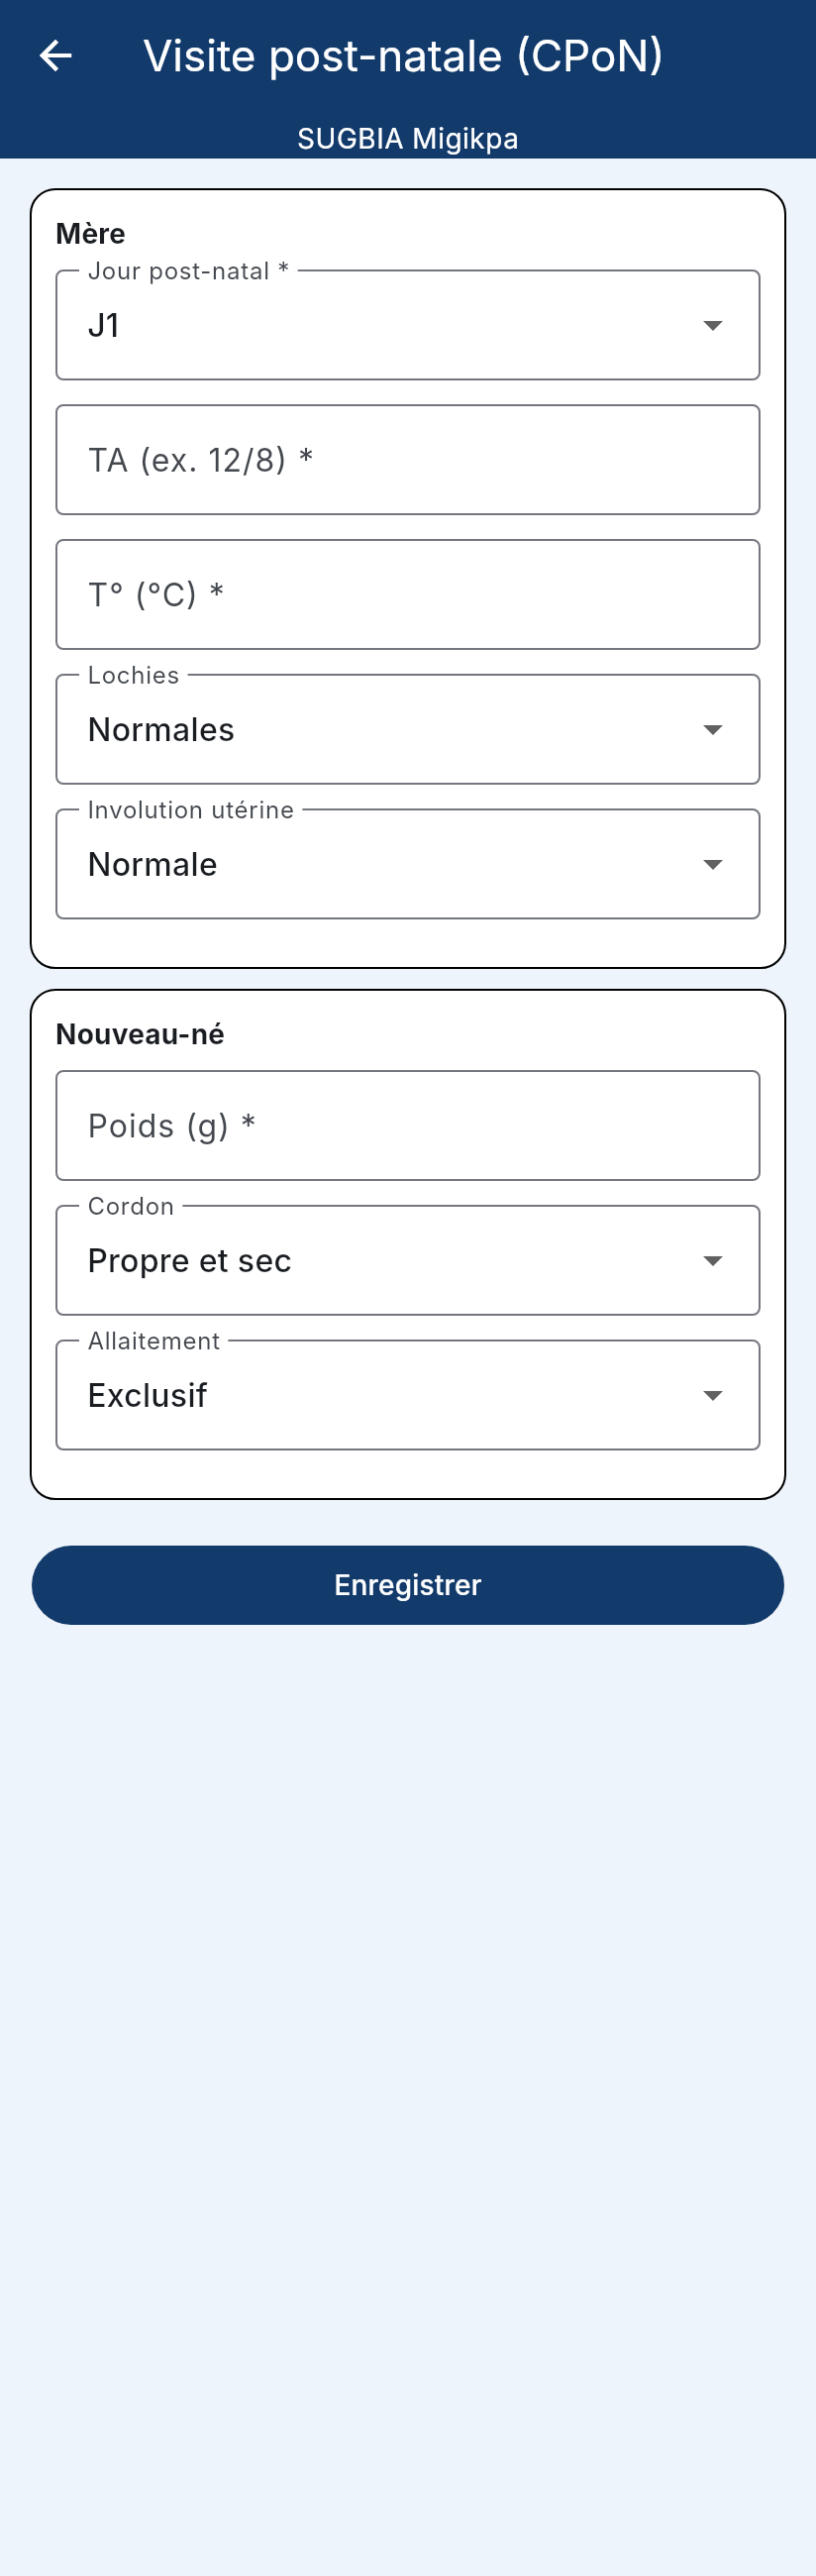 Visite post-natale (CPoN)
SUGBIA Migikpa
Mère
Jour post-natal *
J1
TA (ex. 12/8) *
T° (°C) *
Lochies
Normales
Involution utérine
Normale
Nouveau-né
Poids (g) *
Cordon
Propre et sec
Allaitement
Exclusif
Enregistrer